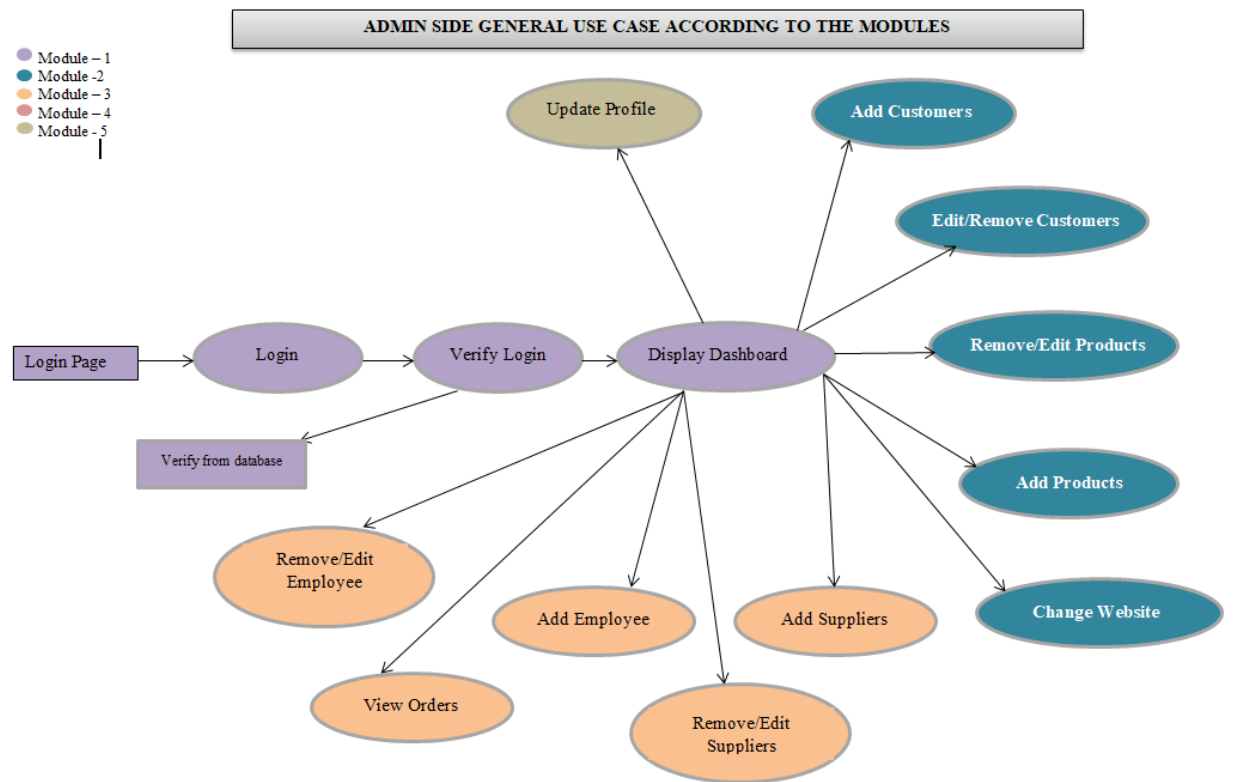 ADMIN SIDE GENERAL USE CASE ACCORDING TO THE MODULES
Module – 1
Module -2
Module – 3
Module – 4
Module - 5
Update Profile
Add Customers
Edit/Remove Customers
Login Page
Login
Verify Login
Display Dashboard
Remove/Edit Products
Verify from database
Add Products
Remove/Edit
Employee
Add Employee
Add Suppliers
Change Website
View Orders
Remove/Edit
Suppliers